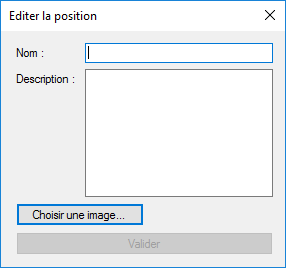 Editer la position
Nom :
Description :
Choisir une image...
Valider